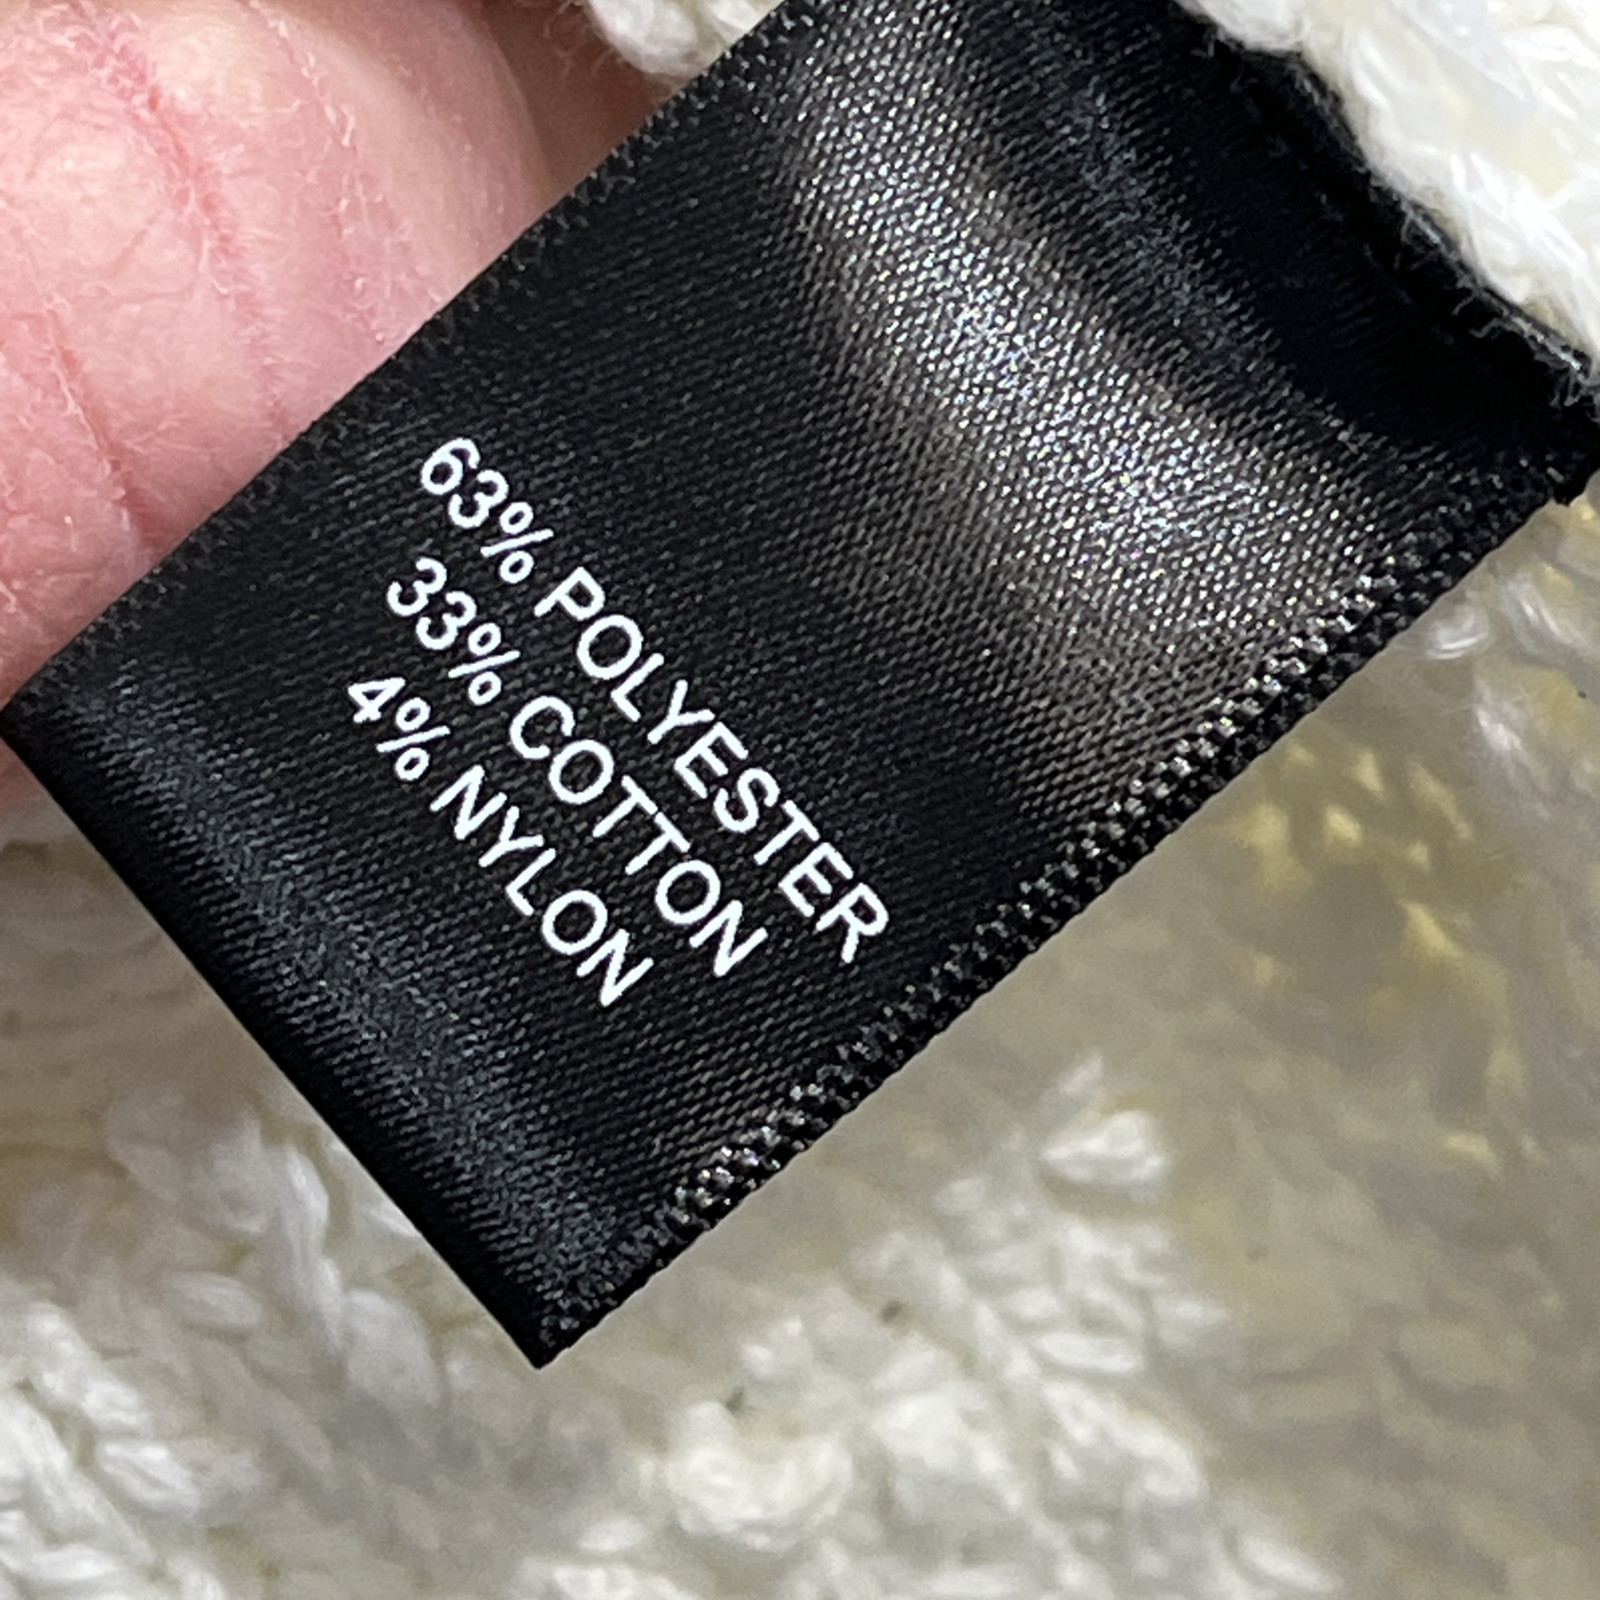 63% POLYESTER
33% COTTON
4% NYLON